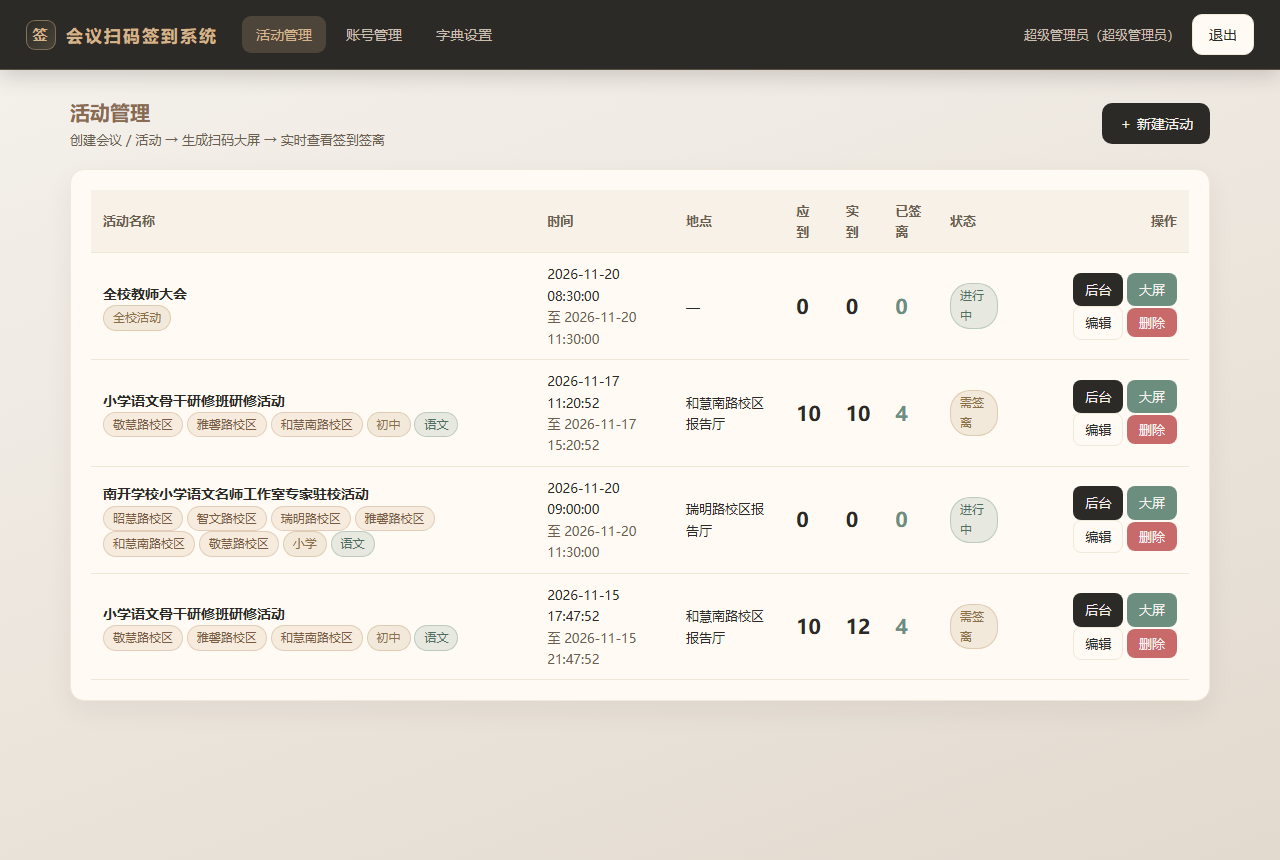 签 会议扫码签到系统 活动管理 账号管理 字典设置 超级管理员（超级管理员） 退出
活动管理
创建会议 / 活动 → 生成扫码大屏 → 实时查看签到签离
+ 新建活动
活动名称 时间 地点 应到 实到 已签离 状态 操作
全校教师大会
全校活动
2026-11-20
08:30:00
至 2026-11-20
11:30:00
—
0 0 0
进行中
后台 大屏
编辑 删除
小学语文骨干研修班研修活动
敬慧路校区 雅馨路校区 和慧南路校区 初中 语文
2026-11-17
11:20:52
至 2026-11-17
15:20:52
和慧南路校区
报告厅
10 10 4
需签离
后台 大屏
编辑 删除
南开学校小学语文名师工作室专家驻校活动
昭慧路校区 智文路校区 瑞明路校区 雅馨路校区
和慧南路校区 敬慧路校区 小学 语文
2026-11-20
09:00:00
至 2026-11-20
11:30:00
瑞明路校区报
告厅
0 0 0
进行中
后台 大屏
编辑 删除
小学语文骨干研修班研修活动
敬慧路校区 雅馨路校区 和慧南路校区 初中 语文
2026-11-15
17:47:52
至 2026-11-15
21:47:52
和慧南路校区
报告厅
10 12 4
需签离
后台 大屏
编辑 删除